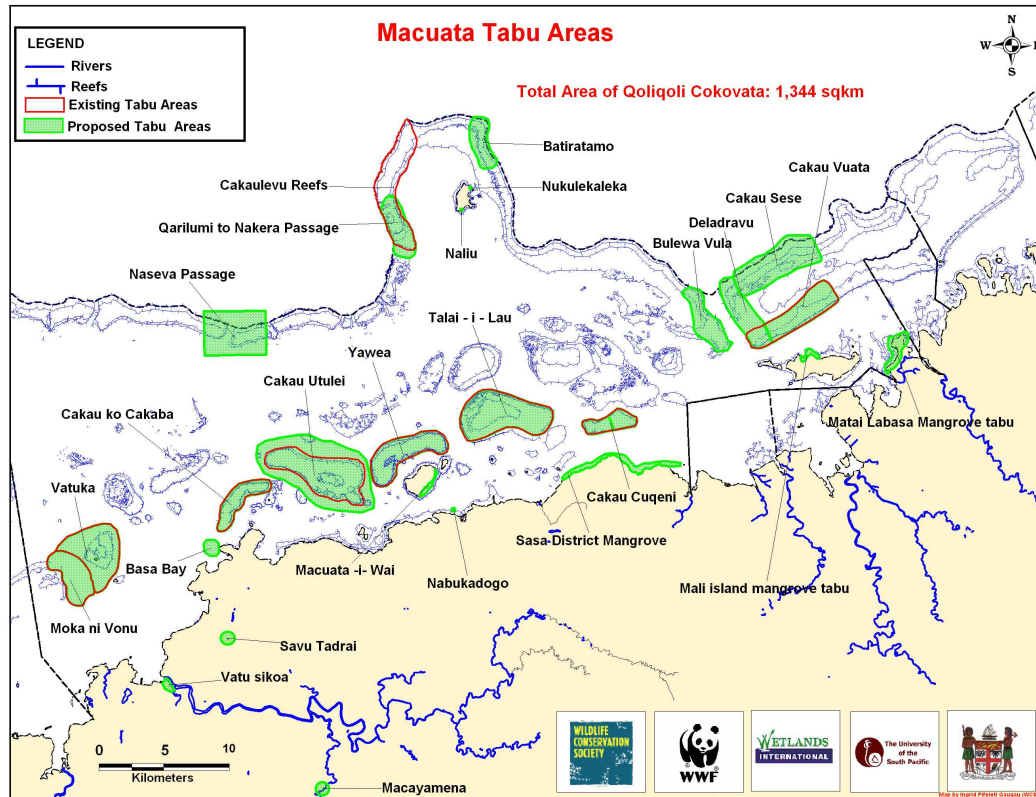 Macuata Tabu Areas
LEGEND
Rivers
Reefs
Existing Tabu Areas
Proposed Tabu Areas
N
W
S
Total Area of Qoliqoli Cokovata: 1,344 sqkm
Batiratamo
Cakau Vuata
Cakaulevu Reefs
Nukulekaleka
Cakau Sese
Deladravu
Qarilumi to Nakera Passage
Bulewa Vula
Naliu
Naseva Passage
Talai - i - Lau
Yawea
Cakau Utulei
Cakau ko Cakaba
Matai Labasa Mangrove tabu
Vatuka
Cakau Cuqeni
Sasa-District Mangrove
Basa Bay
Macuata -i- Wai
Nabukadogo
Mali island mangrove tabu
Moka ni Vonu
Savu Tadrai
Vatu sikoa
0 5 10
Kilometers
Macayamena
WILDLIFE
CONSERVATION
SOCIETY
WWF
WETLANDS
INTERNATIONAL
The University
of the
South Pacific